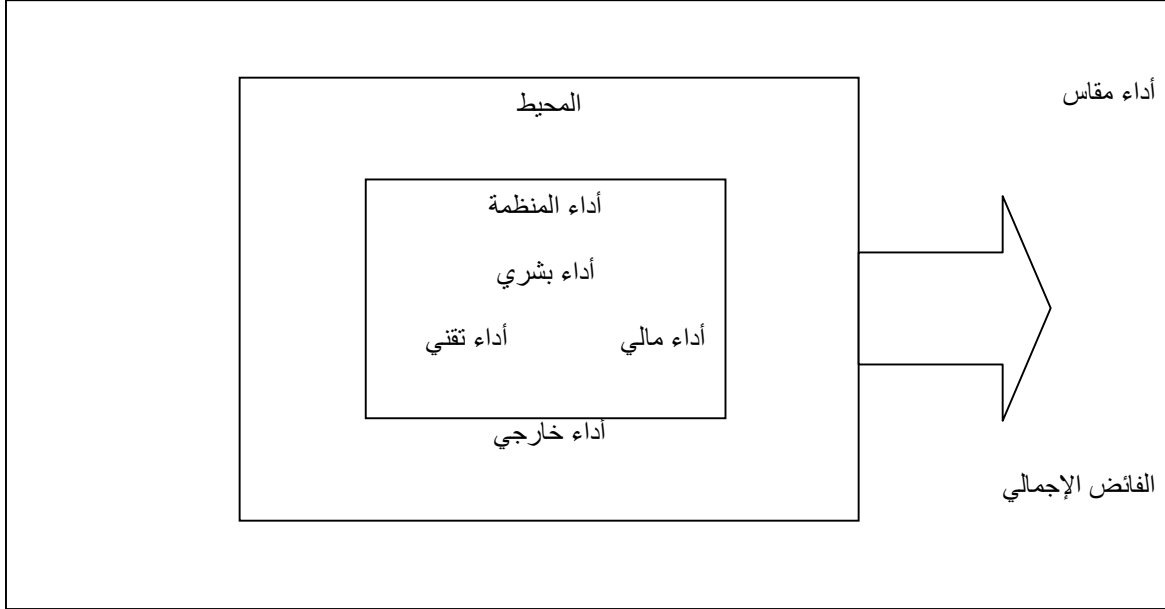 أداء مقاس
المحيط
أداء المنظمة
أداء بشري
أداء مالي أداء تقني
أداء خارجي
الفائض الإجمالي